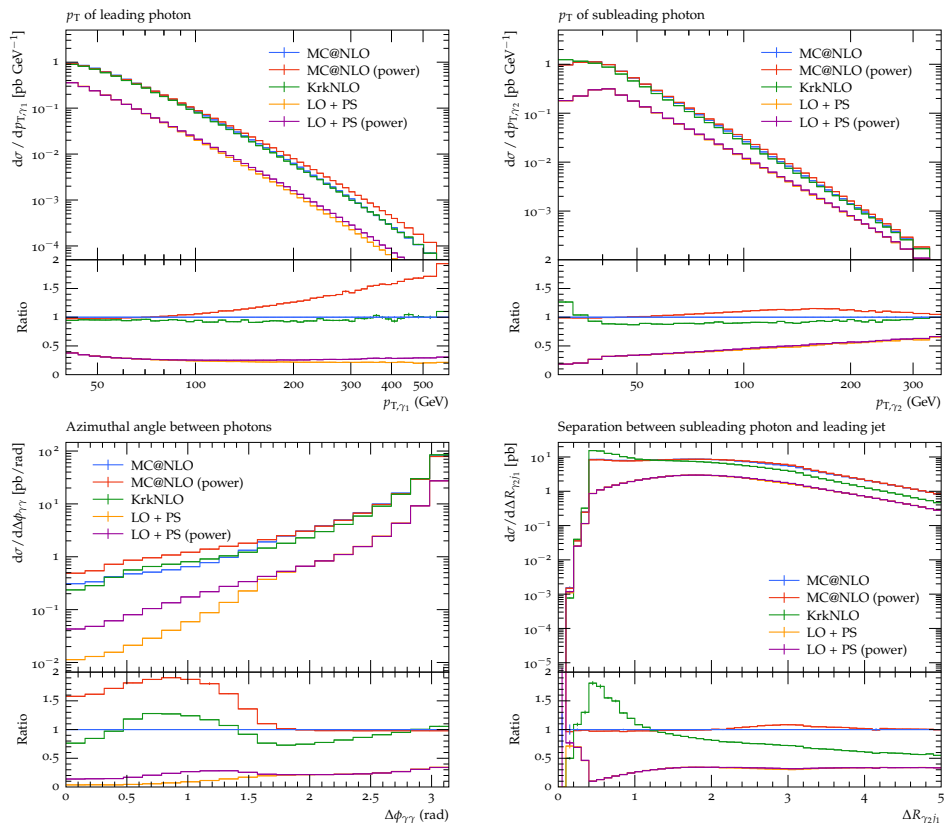 pT of leading photon
dσ / dpT,γ1 [pb GeV−1]
MC@NLO
MC@NLO (power)
KrkNLO
LO + PS
LO + PS (power)
1
10−1
10−2
10−3
10−4
2
1.5
1
0.5
0
Ratio
50 100 200 300 400 500
pT,γ1 (GeV)
pT of subleading photon
dσ / dpT,γ2 [pb GeV−1]
MC@NLO
MC@NLO (power)
KrkNLO
LO + PS
LO + PS (power)
1
10−1
10−2
10−3
2
1.5
1
0.5
0
Ratio
50 100 200 300
pT,γ2 (GeV)
Azimuthal angle between photons
dσ / dΔϕγγ [pb/rad]
MC@NLO
MC@NLO (power)
KrkNLO
LO + PS
LO + PS (power)
10 2
10 1
1
10−1
10−2
2
1.5
1
0.5
0
Ratio
0 0.5 1 1.5 2 2.5 3
Δϕγγ (rad)
Separation between subleading photon and leading jet
dσ / dΔRγ2j1 [pb]
10 1
1
10−1
10−2
10−3
10−4
10−5
MC@NLO
MC@NLO (power)
KrkNLO
LO + PS
LO + PS (power)
2
1.5
1
0.5
0
Ratio
0 1 2 3 4 5
ΔRγ2j1